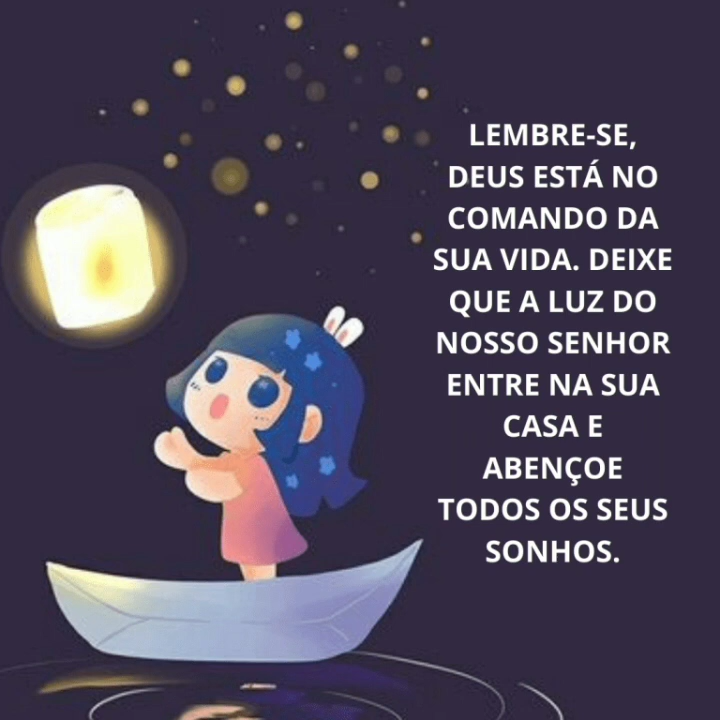 LEMBRE-SE,
DEUS ESTÁ NO
COMANDO DA
SUA VIDA. DEIXE
QUE A LUZ DO
NOSSO SENHOR
ENTRE NA SUA
CASA E
ABENÇOE
TODOS OS SEUS
SONHOS.